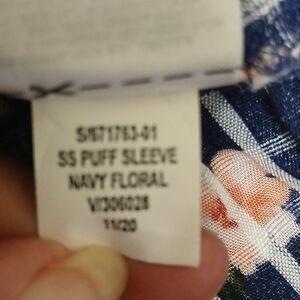 S/671763-01
SS PUFF SLEEVE
NAVY FLORAL
V/306028
11/20